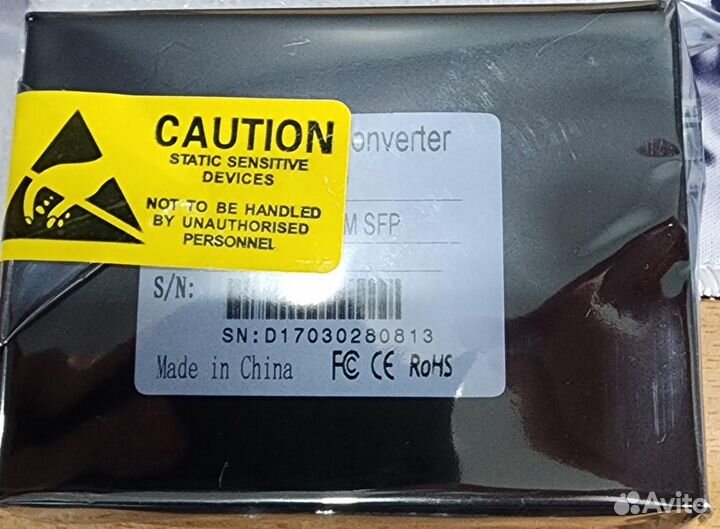 CAUTION
STATIC SENSITIVE
DEVICES
NOT TO BE HANDLED
BY UNAUTHORISED
PERSONNEL
onverter
M SFP
S/N:
SN:D17030280813
Made in China FC CE RoHS
Avito